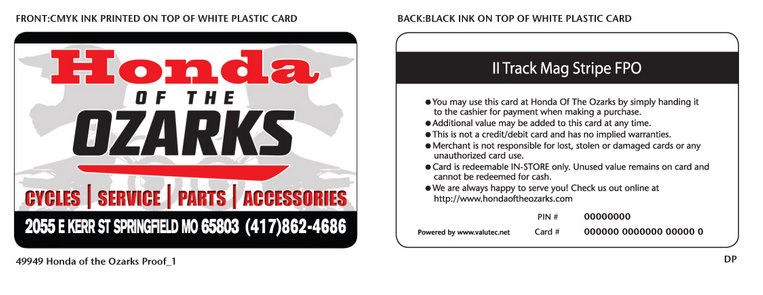 FRONT:CMYK INK PRINTED ON TOP OF WHITE PLASTIC CARD
Honda
OF THE
OZARKS
CYCLES | SERVICE | PARTS | ACCESSORIES
2055 E KERR ST SPRINGFIELD MO 65803 (417)862-4686
49949 Honda of the Ozarks Proof_1
BACK:BLACK INK ON TOP OF WHITE PLASTIC CARD
II Track Mag Stripe FPO
● You may use this card at Honda Of The Ozarks by simply handing it
to the cashier for payment when making a purchase.
● Additional value may be added to this card at any time.
● This is not a credit/debit card and has no implied warranties.
● Merchant is not responsible for lost, stolen or damaged cards or any
unauthorized card use.
● Card is redeemable IN-STORE only. Unused value remains on card and
cannot be redeemed for cash.
● We are always happy to serve you! Check us out online at
http://www.hondaoftheozarks.com
PIN # 00000000
Powered by www.valutec.net Card # 000000 0000000 00000 0
DP